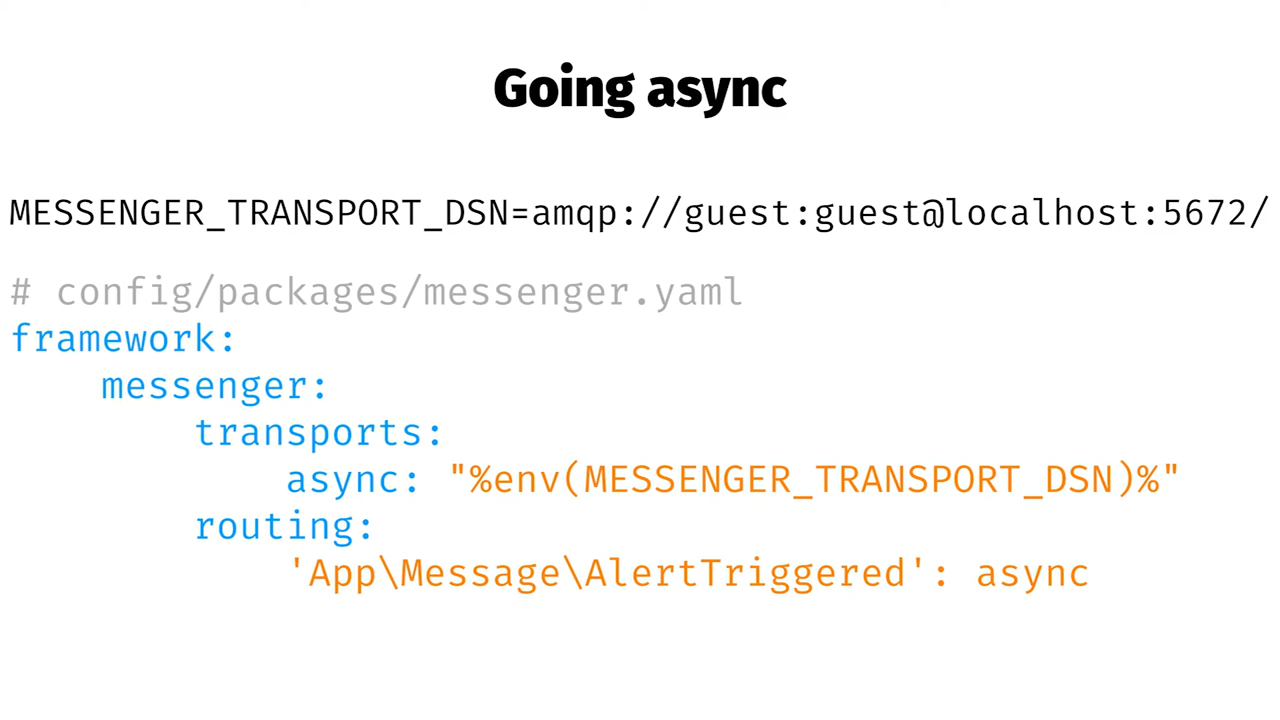 Going async
MESSENGER_TRANSPORT_DSN=amqp://guest:guest@localhost:5672/
# config/packages/messenger.yaml
framework:
    messenger:
        transports:
            async: "%env(MESSENGER_TRANSPORT_DSN)%"
        routing:
            'App\Message\AlertTriggered': async